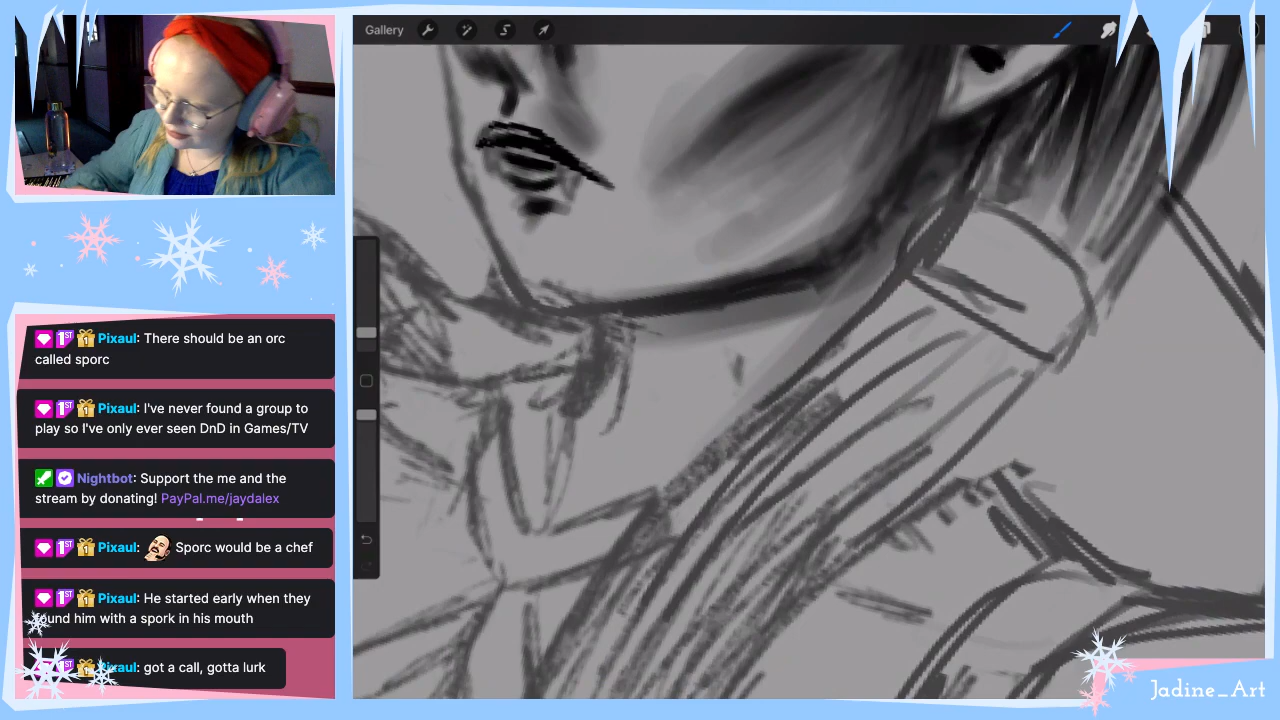 Gallery
Pixaul: There should be an orc
called sporc
Pixaul: I've never found a group to
play so I've only ever seen DnD in Games/TV
Nightbot: Support the me and the
stream by donating! PayPal.me/jaydalex
Pixaul: Sporc would be a chef
Pixaul: He started early when they
found him with a spork in his mouth
Pixaul: got a call, gotta lurk
Jadine_Art